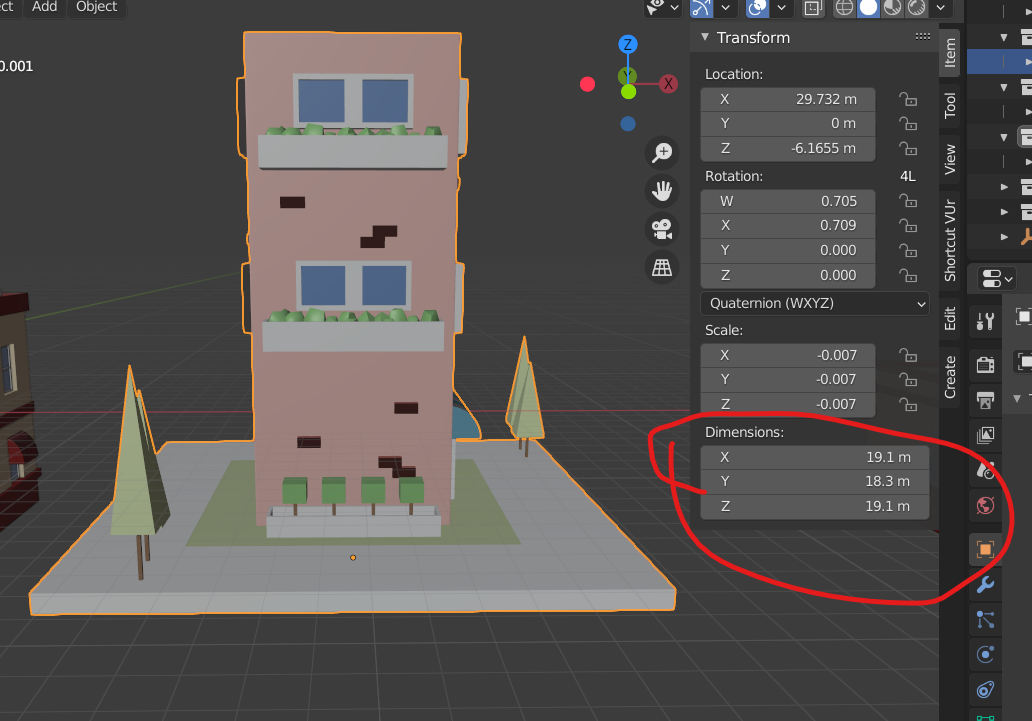 ct Add Object
0.001
Z
Y
X
Transform
Location:
X 29.732 m
Y 0 m
Z -6.1655 m
Rotation: 4L
W 0.705
X 0.709
Y 0.000
Z 0.000
Quaternion (WXYZ)
Scale:
X -0.007
Y -0.007
Z -0.007
Dimensions:
X 19.1 m
Y 18.3 m
Z 19.1 m
Item
Tool
View
Shortcut VUr
Edit
Create